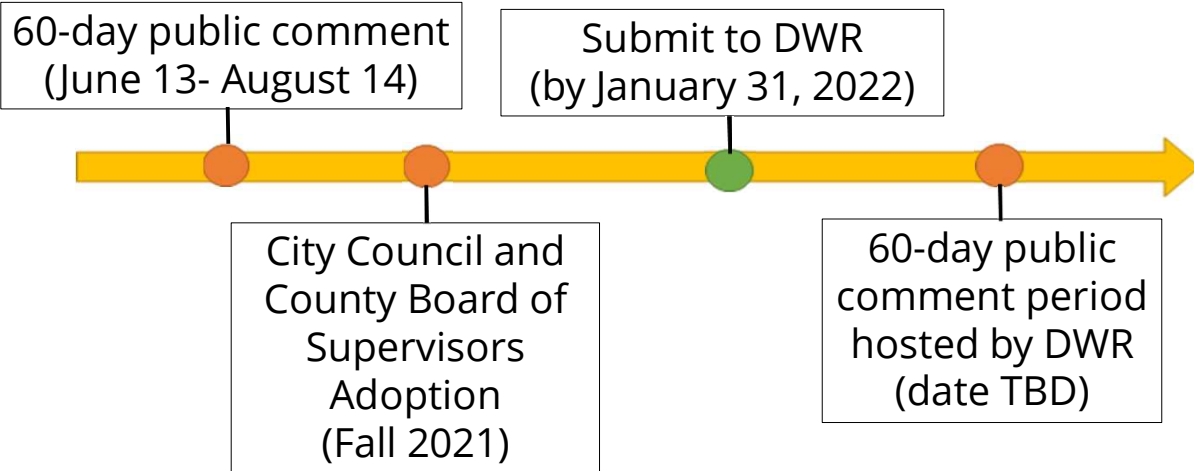 60-day public comment
(June 13- August 14)
Submit to DWR
(by January 31, 2022)
City Council and
County Board of
Supervisors
Adoption
(Fall 2021)
60-day public
comment period
hosted by DWR
(date TBD)